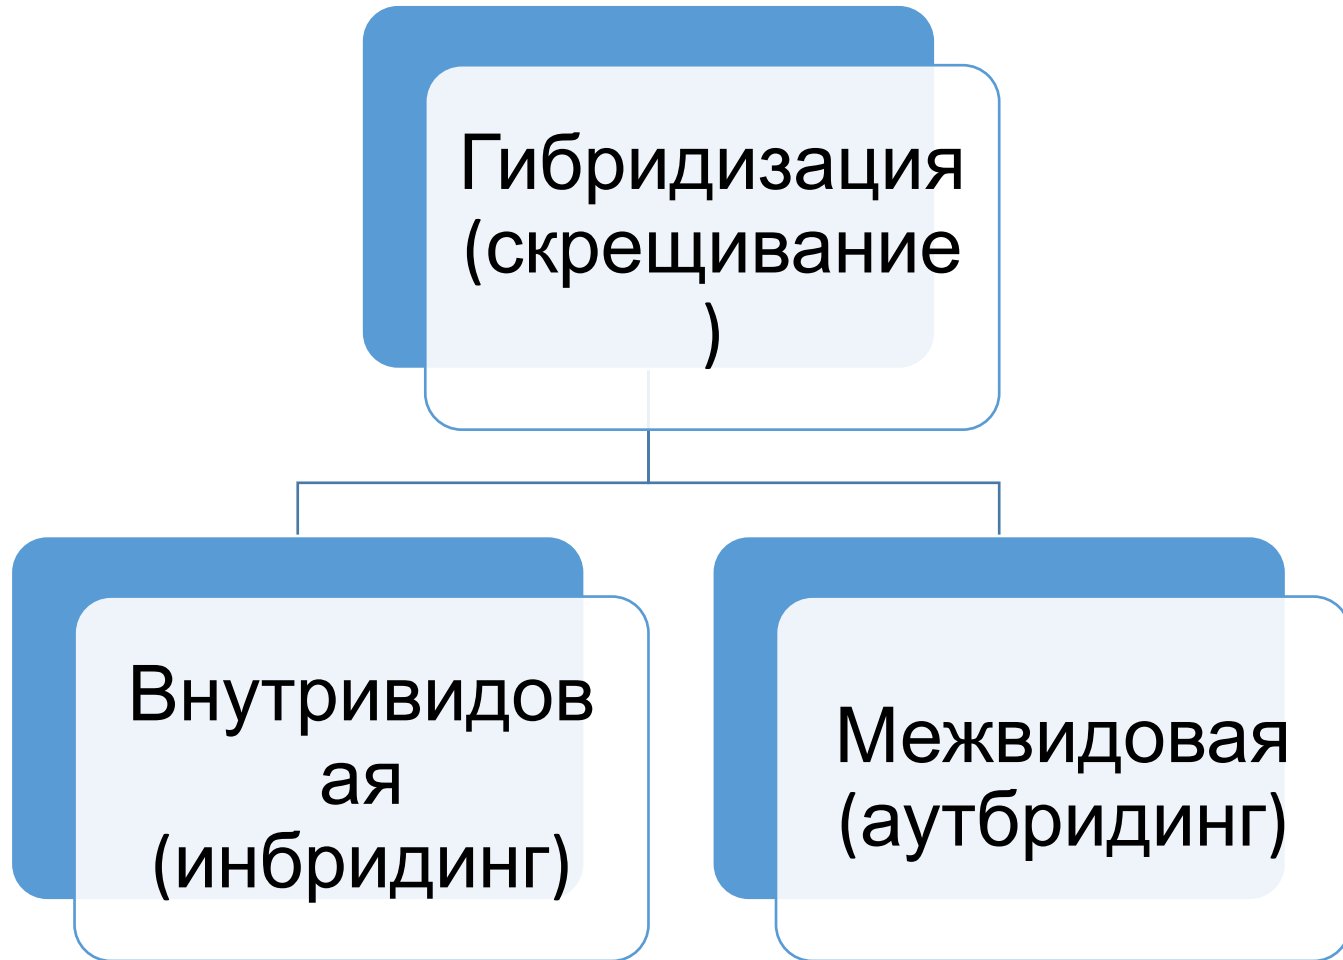 Гибридизация
(скрещивание
)
Внутривидов
ая
(инбридинг)
Межвидовая
(аутбридинг)